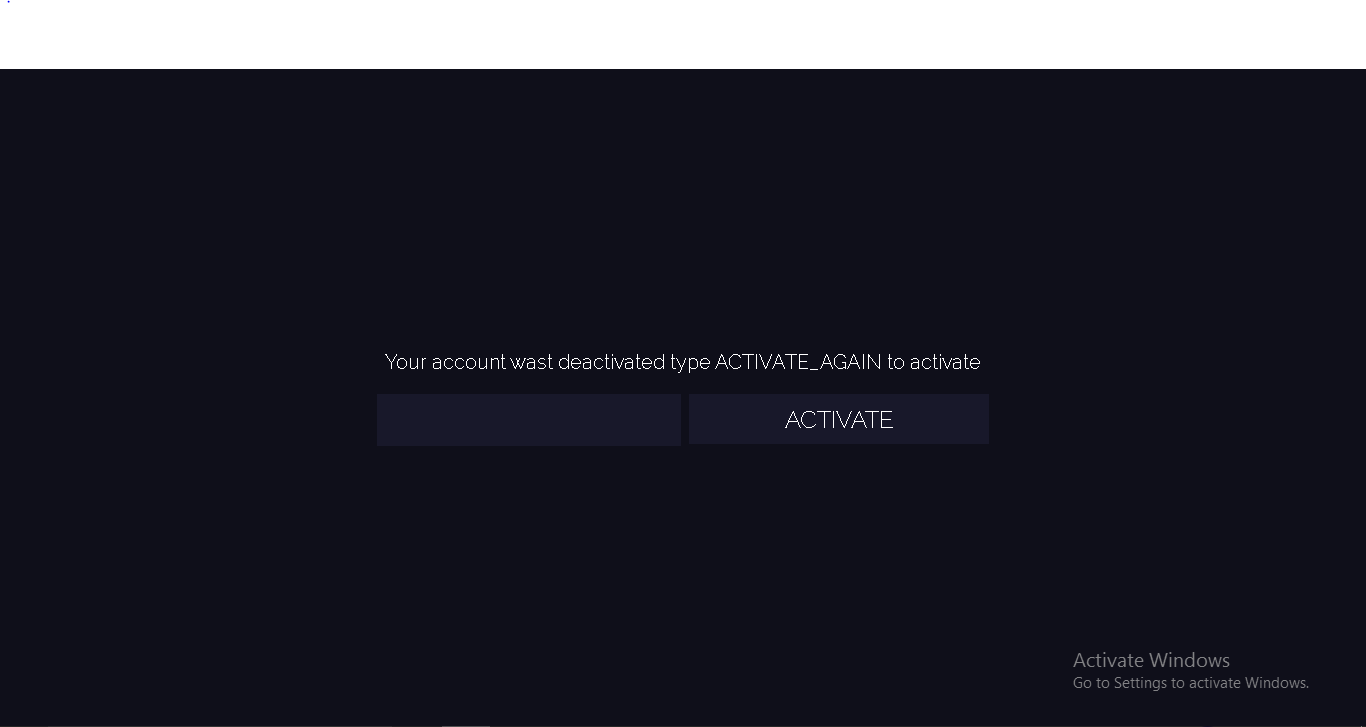 Your account wast deactivated type ACTIVATE_AGAIN to activate
ACTIVATE
Activate Windows
Go to Settings to activate Windows.